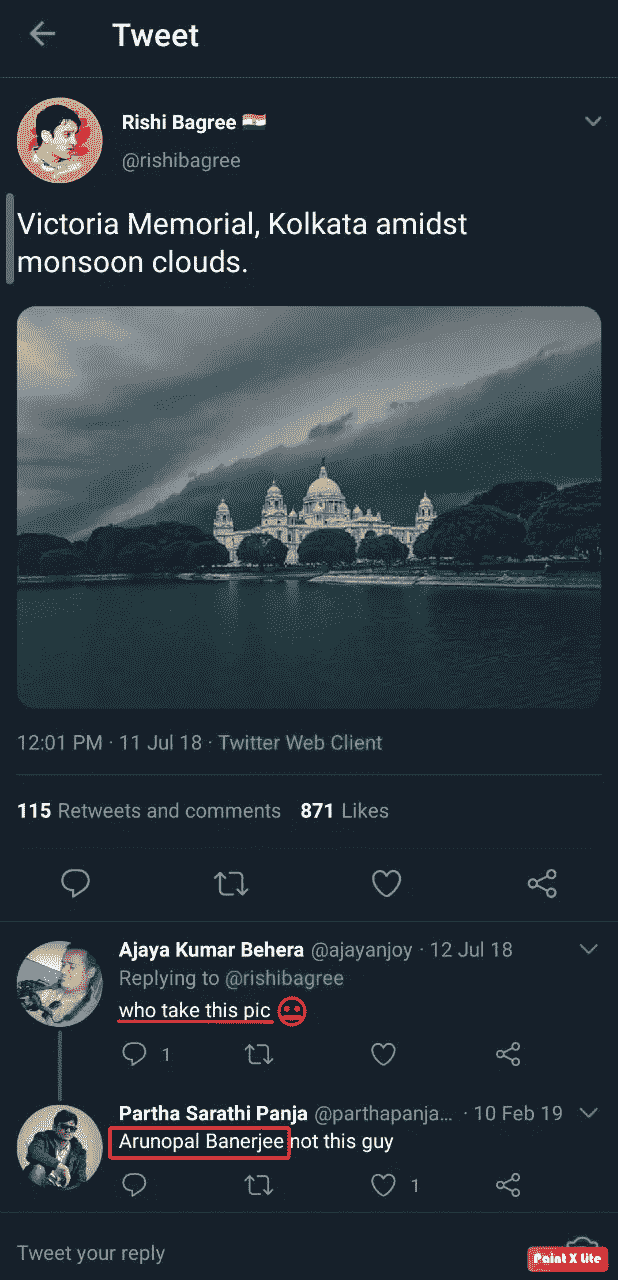 Tweet
Rishi Bagree
@rishibagree
Victoria Memorial, Kolkata amidst
monsoon clouds.
12:01 PM · 11 Jul 18 · Twitter Web Client
115 Retweets and comments 871 Likes
Ajaya Kumar Behera @ajayanjoy · 12 Jul 18
Replying to @rishibagree
who take this pic
1
Partha Sarathi Panja @parthapanja... · 10 Feb 19
Arunopal Banerjee not this guy
1
Tweet your reply
Paint X lite